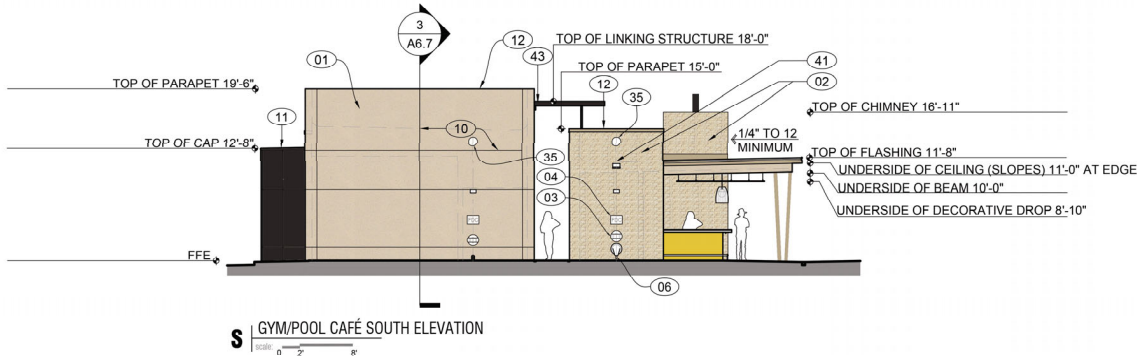 3
A6.7
TOP OF LINKING STRUCTURE 18'-0"
12
43
01
41
TOP OF PARAPET 15'-0"
02
TOP OF PARAPET 19'-6"
12
35
TOP OF CHIMNEY 16'-11"
11
10
1/4" TO 12
MINIMUM
TOP OF CAP 12'-8"
35
TOP OF FLASHING 11'-8"
UNDERSIDE OF CEILING (SLOPES) 11'-0" AT EDGE
04
UNDERSIDE OF BEAM 10'-0"
03
UNDERSIDE OF DECORATIVE DROP 8'-10"
FFE
06
S
GYM/POOL CAFÉ SOUTH ELEVATION
scale: 0 2' 8'